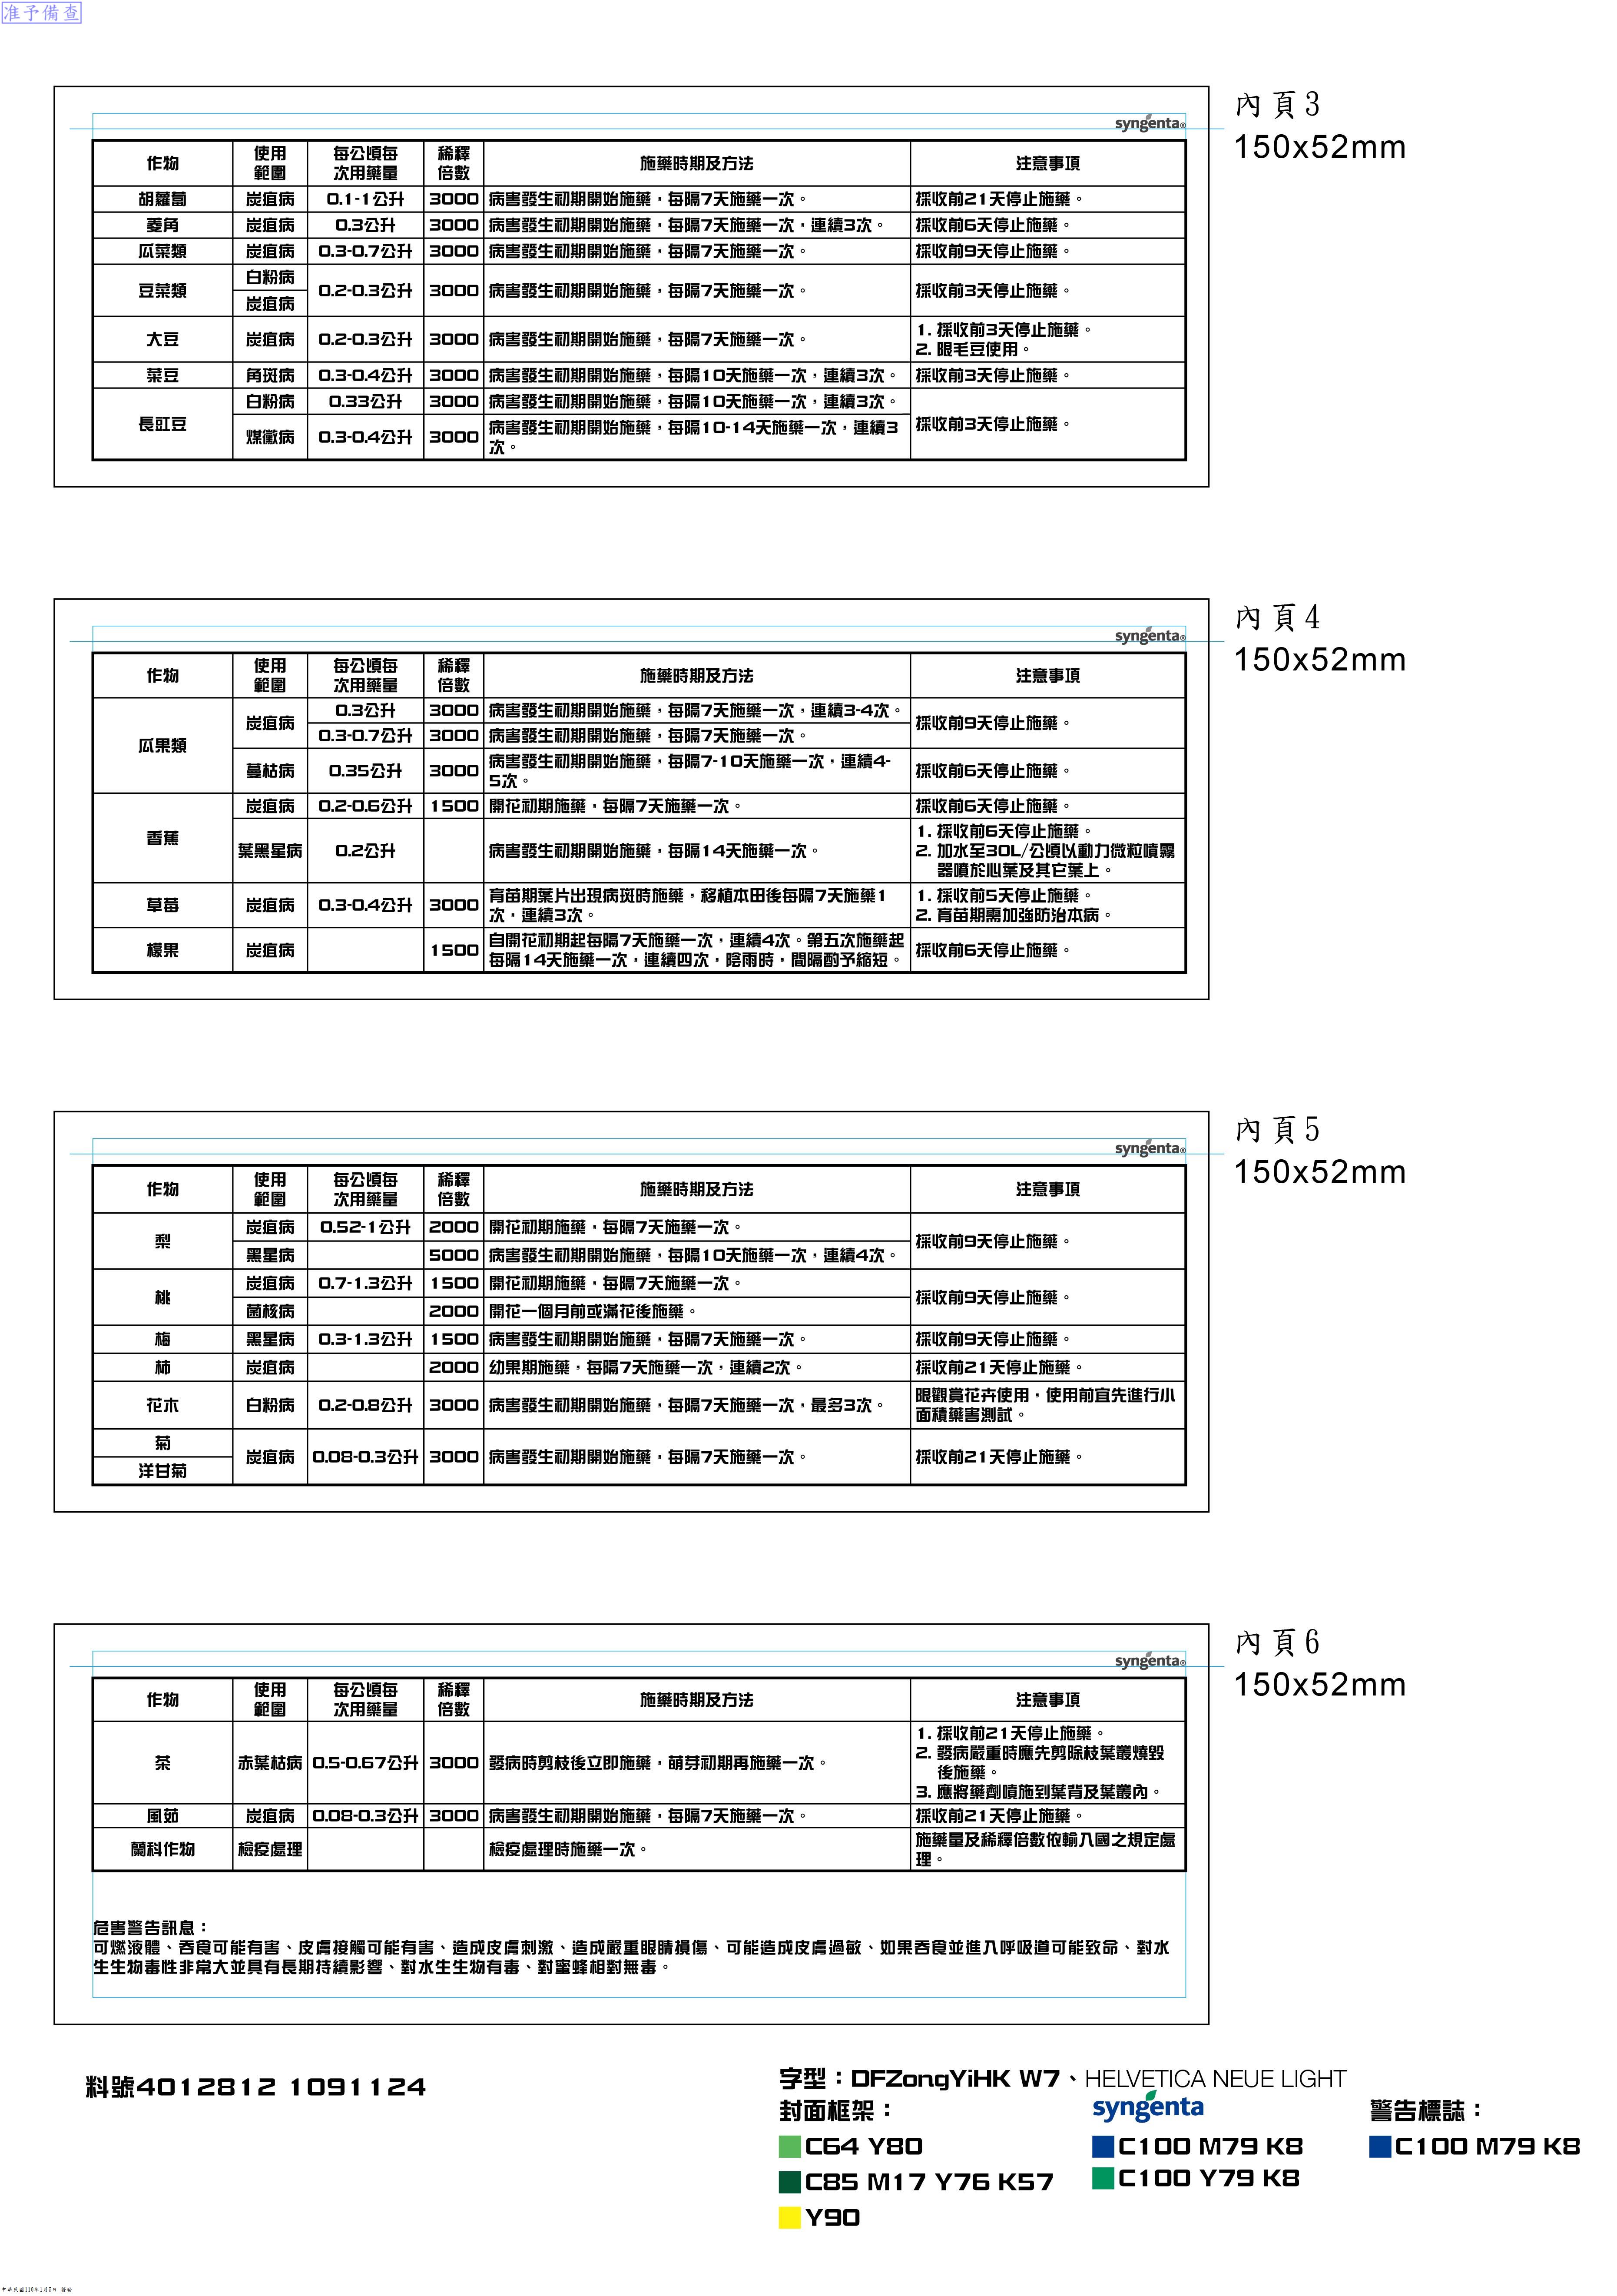 准予備查
內頁3
150x52mm
syngenta®
作物 使用範圍 每公頃每次用藥量 稀釋倍數 施藥時期及方法 注意事項
胡蘿蔔 炭疽病 0.1-1公升 3000 病害發生初期開始施藥，每隔7天施藥一次。 採收前21天停止施藥。
菱角 炭疽病 0.3公升 3000 病害發生初期開始施藥，每隔7天施藥一次，連續3次。 採收前6天停止施藥。
瓜菜類 炭疽病 0.3-0.7公升 3000 病害發生初期開始施藥，每隔7天施藥一次。 採收前9天停止施藥。
豆菜類 白粉病 炭疽病 0.2-0.3公升 3000 病害發生初期開始施藥，每隔7天施藥一次。 採收前3天停止施藥。
大豆 炭疽病 0.2-0.3公升 3000 病害發生初期開始施藥，每隔7天施藥一次。 1. 採收前3天停止施藥。
2. 限毛豆使用。
菜豆 角斑病 0.3-0.4公升 3000 病害發生初期開始施藥，每隔10天施藥一次，連續3次。 採收前3天停止施藥。
長豇豆 白粉病 0.33公升 3000 病害發生初期開始施藥，每隔10天施藥一次，連續3次。 採收前3天停止施藥。
煤黴病 0.3-0.4公升 3000 病害發生初期開始施藥，每隔10-14天施藥一次，連續3
次。
內頁4
150x52mm
syngenta®
作物 使用範圍 每公頃每次用藥量 稀釋倍數 施藥時期及方法 注意事項
瓜果類 炭疽病 0.3公升 3000 病害發生初期開始施藥，每隔7天施藥一次，連續3-4次。 採收前9天停止施藥。
0.3-0.7公升 3000 病害發生初期開始施藥，每隔7天施藥一次。
蔓枯病 0.35公升 3000 病害發生初期開始施藥，每隔7-10天施藥一次，連續4-
5次。 採收前6天停止施藥。
香蕉 炭疽病 0.2-0.6公升 1500 開花初期施藥，每隔7天施藥一次。 採收前6天停止施藥。
葉黑星病 0.2公升 病害發生初期開始施藥，每隔14天施藥一次。 1. 採收前6天停止施藥。
2. 加水至30L/公頃以動力微粒噴霧
器噴於心葉及其它葉上。
草莓 炭疽病 0.3-0.4公升 3000 育苗期葉片出現病斑時施藥，移植本田後每隔7天施藥1
次，連續3次。 1. 採收前5天停止施藥。
2. 育苗期需加強防治本病。
檬果 炭疽病 1500 自開花初期起每隔7天施藥一次，連續4次。第五次施藥起
每隔14天施藥一次，連續四次，陰雨時，間隔酌予縮短。 採收前6天停止施藥。
內頁5
150x52mm
syngenta®
作物 使用範圍 每公頃每次用藥量 稀釋倍數 施藥時期及方法 注意事項
梨 炭疽病 0.52-1公升 2000 開花初期施藥，每隔7天施藥一次。 採收前9天停止施藥。
黑星病 5000 病害發生初期開始施藥，每隔10天施藥一次，連續4次。
桃 炭疽病 0.7-1.3公升 1500 開花初期施藥，每隔7天施藥一次。 採收前9天停止施藥。
菌核病 2000 開花一個月前或滿花後施藥。
梅 黑星病 0.3-1.3公升 1500 病害發生初期開始施藥，每隔7天施藥一次。 採收前9天停止施藥。
柿 炭疽病 2000 幼果期施藥，每隔7天施藥一次，連續2次。 採收前21天停止施藥。
花木 白粉病 0.2-0.8公升 3000 病害發生初期開始施藥，每隔7天施藥一次，最多3次。 限觀賞花卉使用，使用前宜先進行小
面積藥害測試。
菊
洋甘菊 炭疽病 0.08-0.3公升 3000 病害發生初期開始施藥，每隔7天施藥一次。 採收前21天停止施藥。
內頁6
150x52mm
syngenta®
作物 使用範圍 每公頃每次用藥量 稀釋倍數 施藥時期及方法 注意事項
茶 赤葉枯病 0.5-0.67公升 3000 發病時剪枝後立即施藥，萌芽初期再施藥一次。 1. 採收前21天停止施藥。
2. 發病嚴重時應先剪除枝葉叢燒毀
後施藥。
3. 應將藥劑噴施到葉背及葉叢內。
風茹 炭疽病 0.08-0.3公升 3000 病害發生初期開始施藥，每隔7天施藥一次。 採收前21天停止施藥。
蘭科作物 檢疫處理 檢疫處理時施藥一次。 施藥量及稀釋倍數依輸入國之規定處
理。
危害警告訊息：
可燃液體、吞食可能有害、皮膚接觸可能有害、造成皮膚刺激、造成嚴重眼睛損傷、可能造成皮膚過敏、如果吞食並進入呼吸道可能致命、對水
生生物毒性非常大並具有長期持續影響、對水生生物有毒、對蜜蜂相對無毒。
料號4012812 1091124
字型：DFZongYiHK W7、HELVETICA NEUE LIGHT
封面框架：
C64 Y80
C85 M17 Y76 K57
Y90
syngenta
C100 M79 K8
C100 Y79 K8
警告標誌：
C100 M79 K8